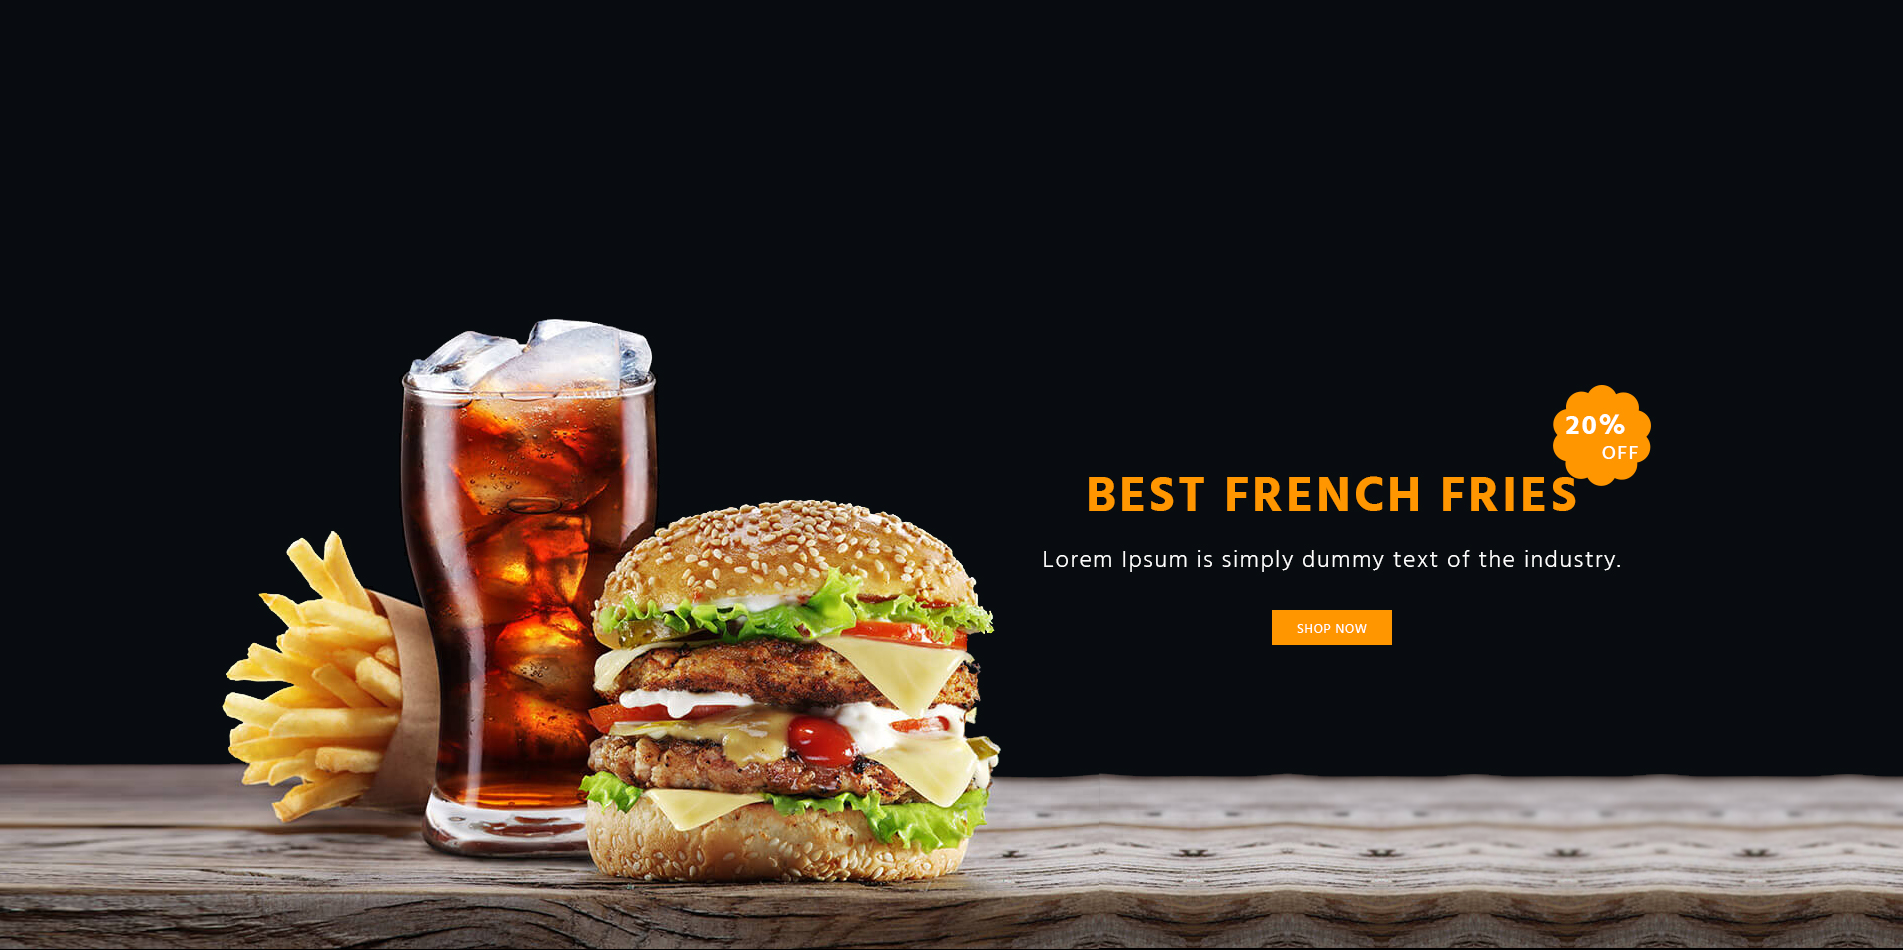 20%
OFF
BEST FRENCH FRIES
Lorem Ipsum is simply dummy text of the industry.
SHOP NOW